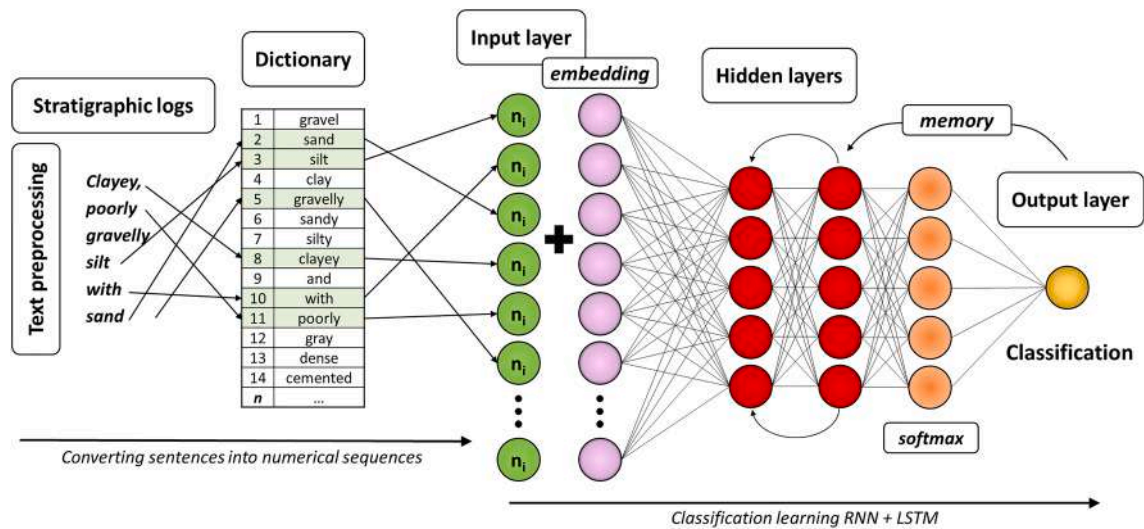 Stratigraphic logs
Text preprocessing
Clayey,
poorly
gravelly
silt
with
sand
Dictionary
1 gravel
2 sand
3 silt
4 clay
5 gravelly
6 sandy
7 silty
8 clayey
9 and
10 with
11 poorly
12 gray
13 dense
14 cemented
n ...
Converting sentences into numerical sequences
Input layer
embedding
ni
ni
ni
ni
ni
ni
ni
+
Hidden layers
memory
Output layer
Classification
softmax
Classification learning RNN + LSTM